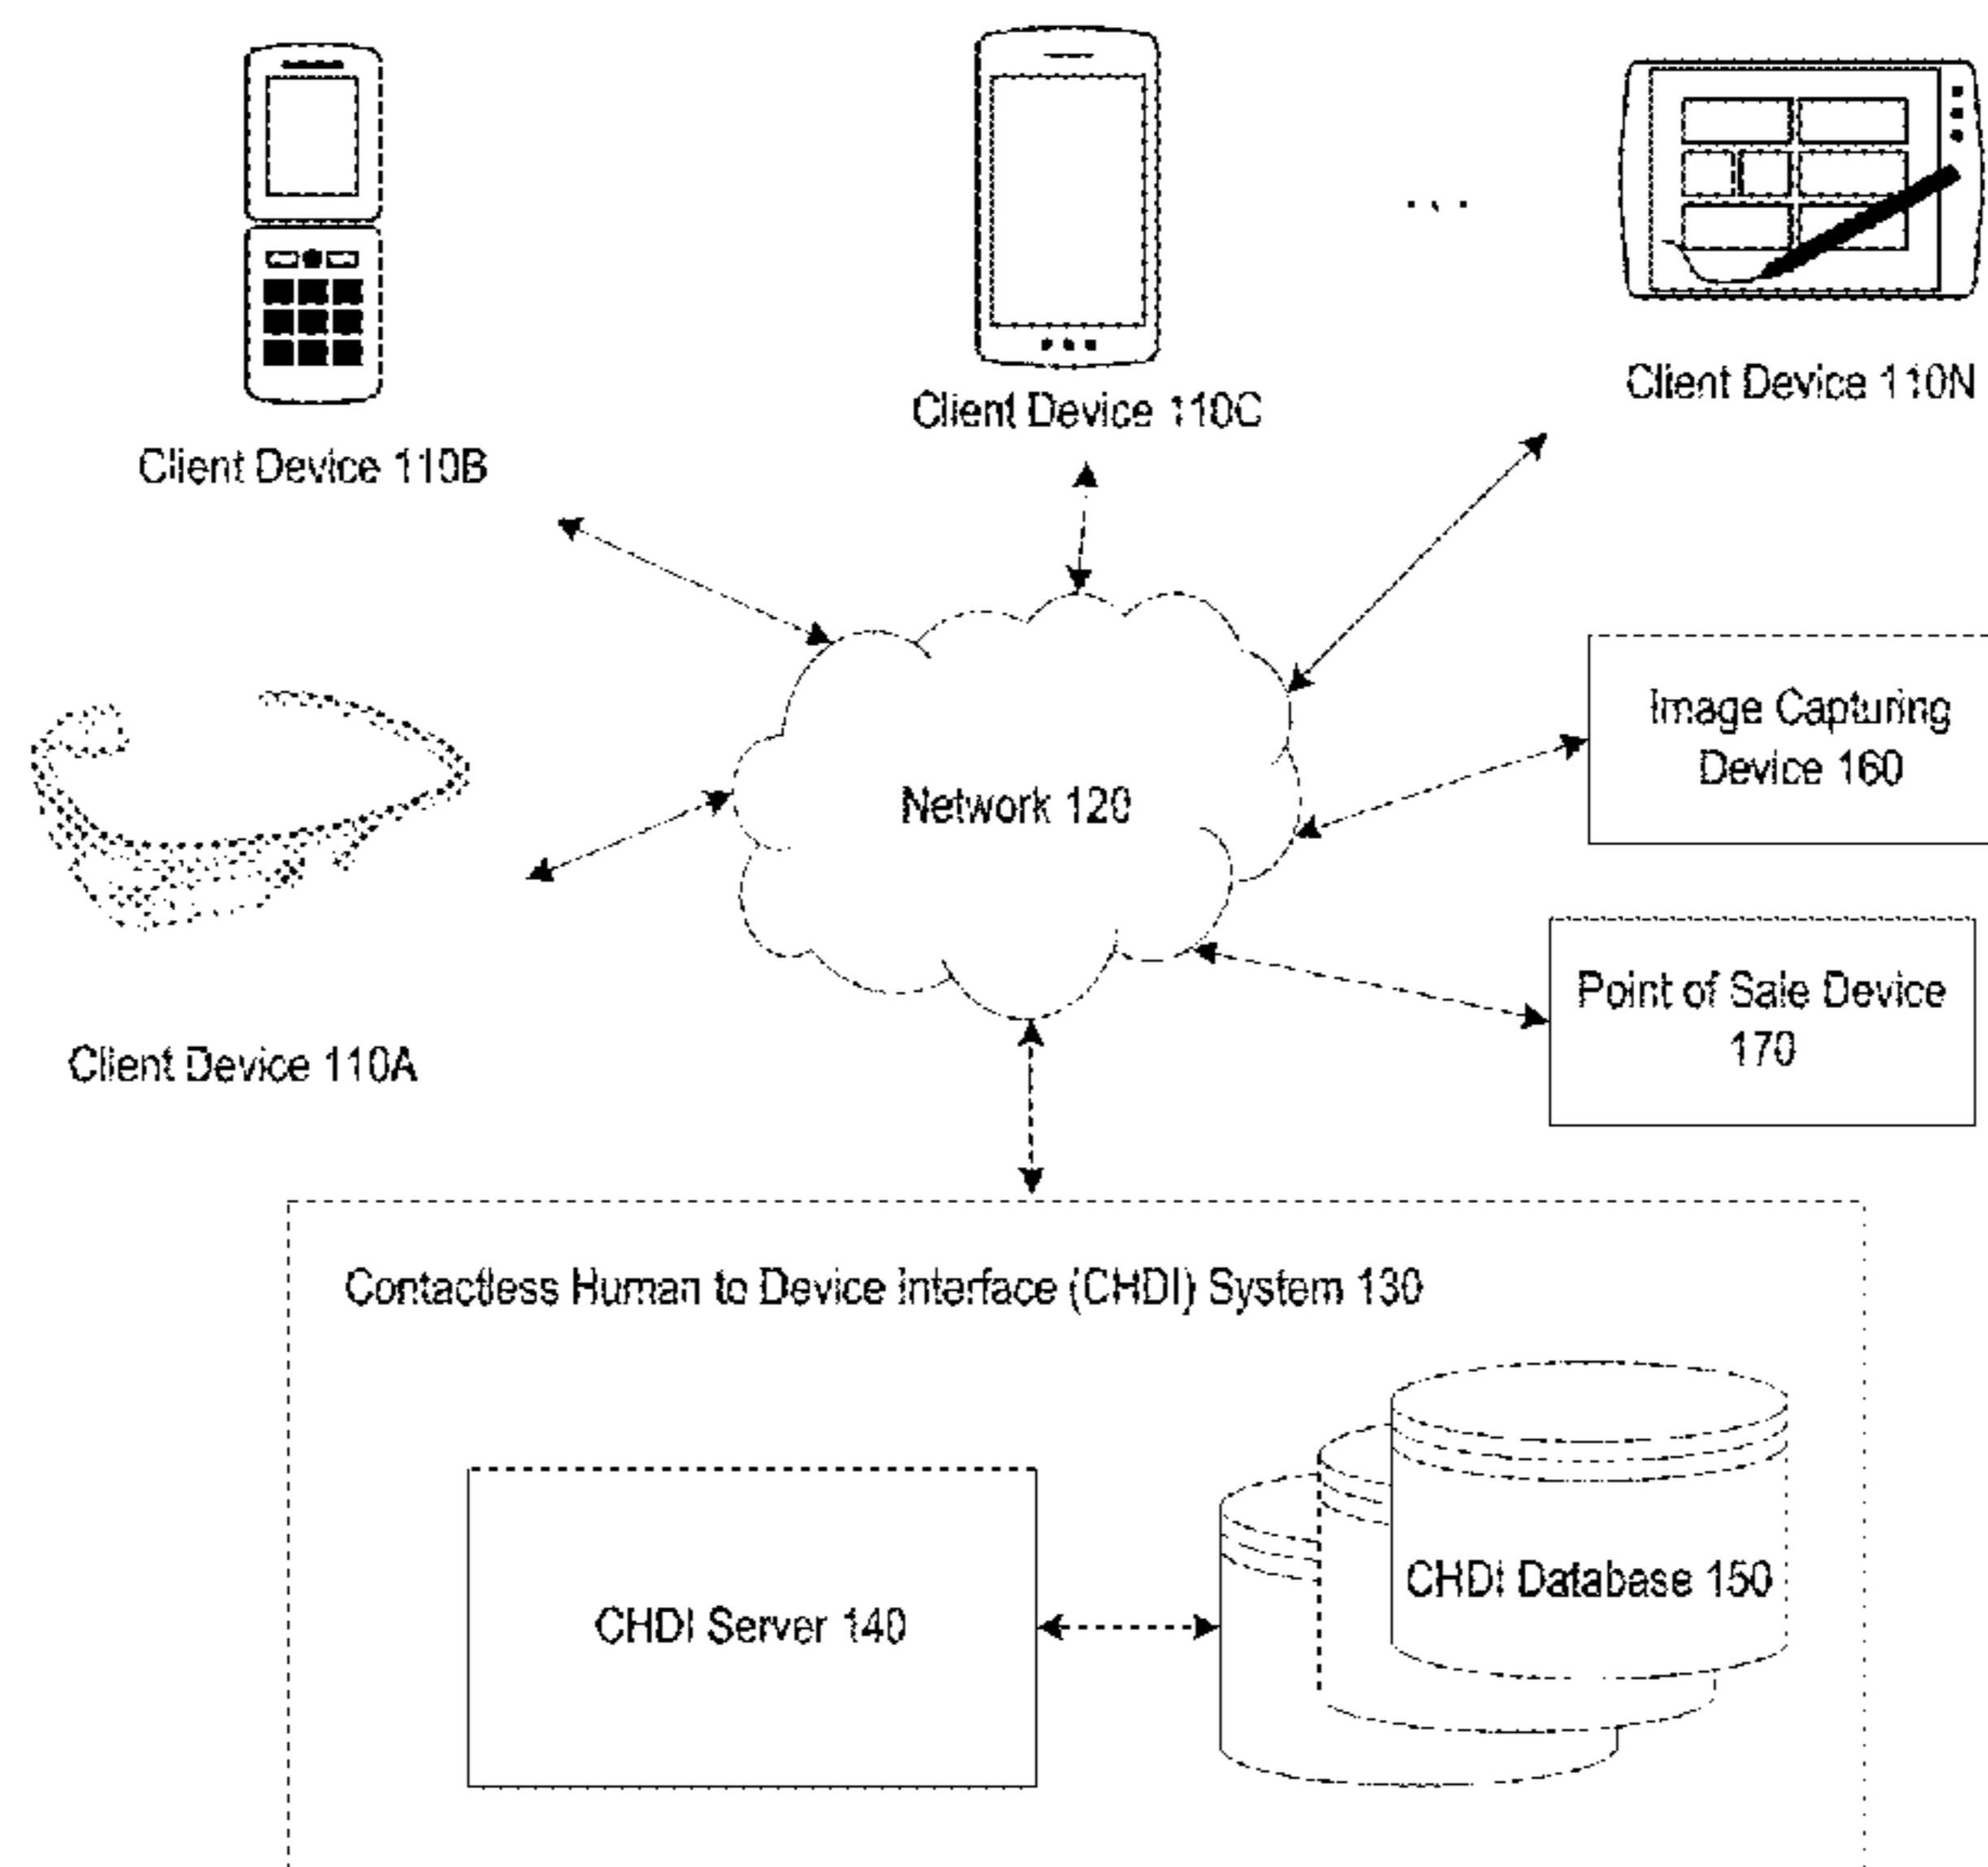 Client Device 110B
Client Device 110C
. . .
Client Device 110N
Network 120
Image Capturing
Device 160
Client Device 110A
Point of Sale Device
170
Contactless Human to Device Interface (CHDI) System 130
CHDI Server 140
CHDI Database 150